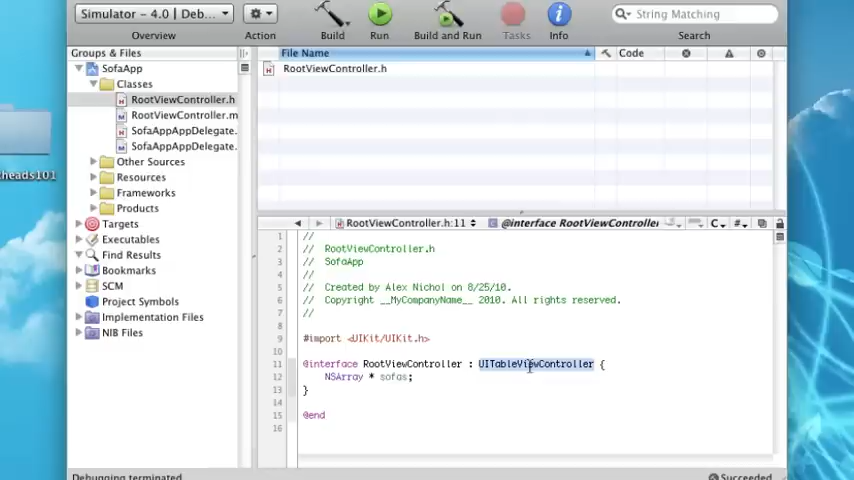 Simulator - 4.0 | Deb...
String Matching
Overview
Action
Build
Run
Build and Run
Tasks
Info
Search
Groups & Files
File Name
Code
SofaApp
RootViewController.h
Classes
RootViewController.h
RootViewController.m
SofaAppAppDelegate.
SofaAppAppDelegate.
Other Sources
Resources
heads101
Frameworks
Products
Targets
RootViewController.h:11
@interface RootViewController
C
#
Executables
Find Results
Bookmarks
SCM
Project Symbols
Implementation Files
NIB Files
1 //
2 // RootViewController.h
3 // SofaApp
4 //
5 // Created by Alex Nichol on 8/25/10.
6 // Copyright __MyCompanyName__ 2010. All rights reserved.
7 //
8
9 #import <UIKit/UIKit.h>
10
11 @interface RootViewController : UITableViewController {
12 NSArray * sofas;
13 }
14
15 @end
16
Debugging terminated.
Succeeded